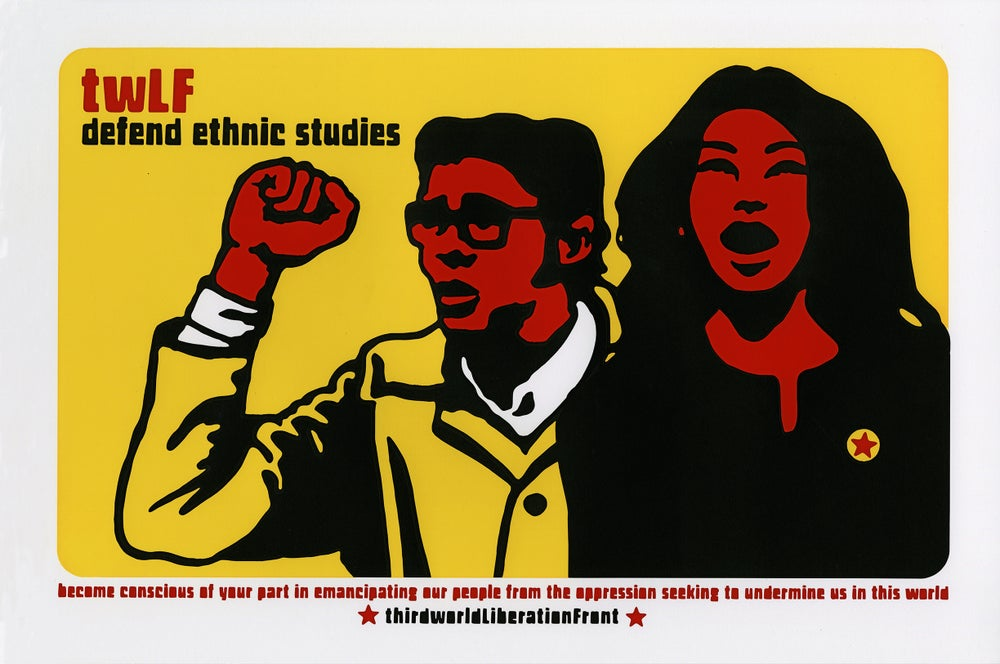 twLF
defend ethnic studies
become conscious of your part in emancipating our people from the oppression seeking to undermine us in this world
thirdworldLiberationFront